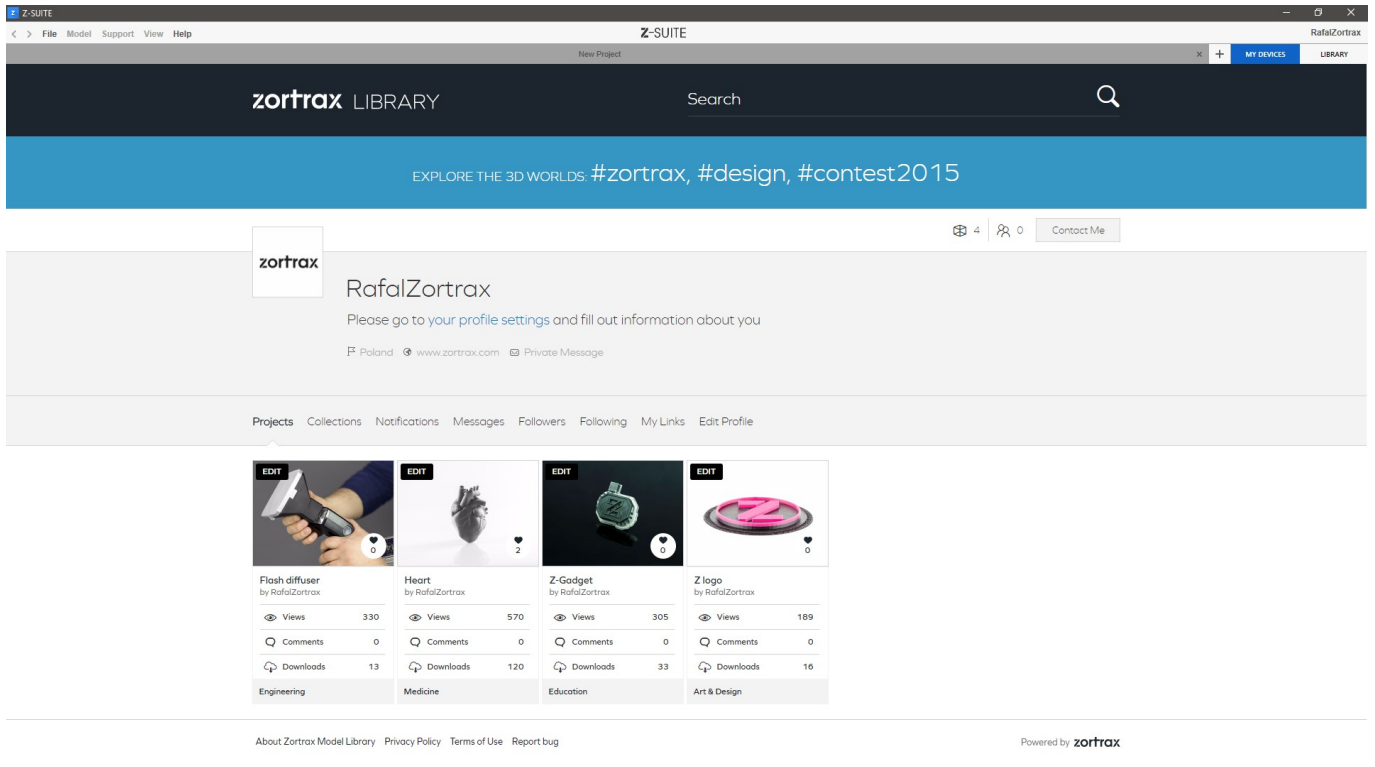 Z-SUITE
File Model Support View Help
Z-SUITE
RafalZortrax
New Project
MY DEVICES
LIBRARY
zortrax LIBRARY
Search
EXPLORE THE 3D WORLDS: #zortrax, #design, #contest2015
4 0 Contact Me
zortrax
RafalZortrax
Please go to your profile settings and fill out information about you
Poland www.zortrax.com Private Message
Projects Collections Notifications Messages Followers Following My Links Edit Profile
EDIT
0
Flash diffuser
by RafalZortrax
Views 330
Comments 0
Downloads 13
Engineering
EDIT
2
Heart
by RafalZortrax
Views 570
Comments 0
Downloads 120
Medicine
EDIT
Z
0
Z-Gadget
by RafalZortrax
Views 305
Comments 0
Downloads 33
Education
EDIT
Z
0
Z logo
by RafalZortrax
Views 189
Comments 0
Downloads 16
Art & Design
About Zortrax Model Library Privacy Policy Terms of Use Report bug
Powered by zortrax